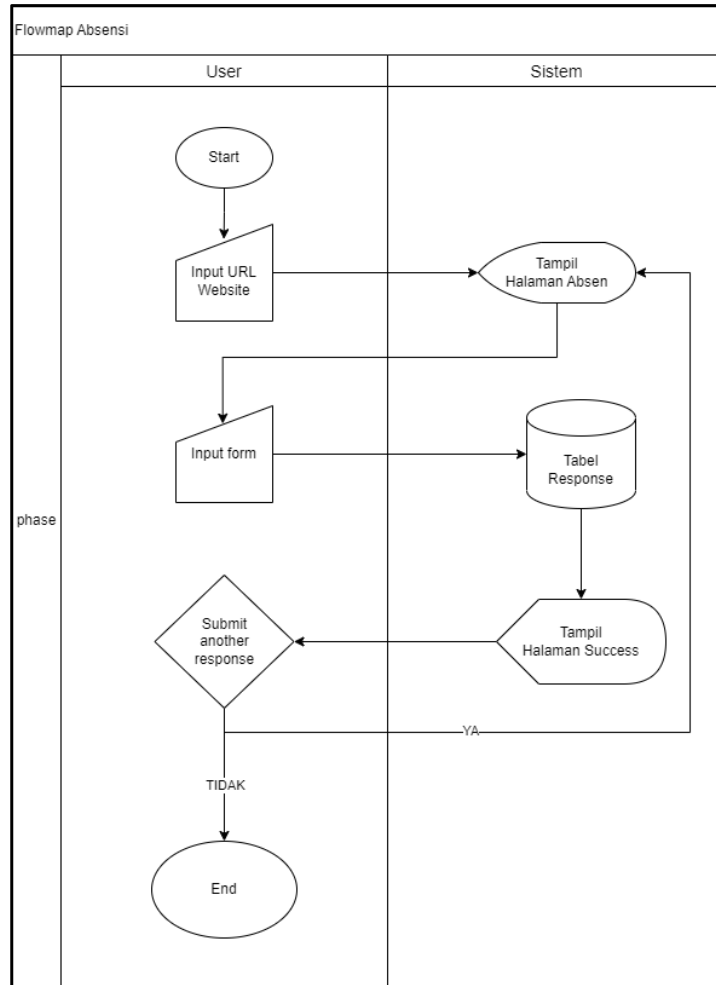 Flowmap Absensi
User
Sistem
Start
Input URL
Website
Tampil
Halaman Absen
Input form
Tabel
Response
phase
Submit
another
response
Tampil
Halaman Success
YA
TIDAK
End